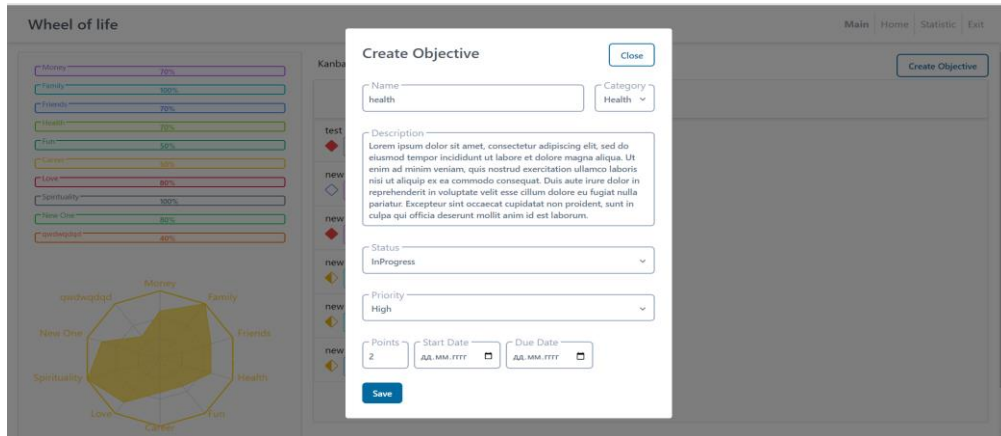 Wheel of life
Main Home Statistic Exit
Money
70%
Family
100%
Friends
70%
Health
70%
Fun
50%
Career
50%
Love
80%
Spirituality
100%
New One
80%
qwdwqdqd
40%
Money
Family
Friends
Health
Fun
Career
Love
Spirituality
New One
qwdwqdqd
Kanba
Create Objective
test
new
new
new
new
new
Create Objective
Close
Name
health
Category
Health
Description
Lorem ipsum dolor sit amet, consectetur adipiscing elit, sed do
eiusmod tempor incididunt ut labore et dolore magna aliqua. Ut
enim ad minim veniam, quis nostrud exercitation ullamco laboris
nisi ut aliquip ex ea commodo consequat. Duis aute irure dolor in
reprehenderit in voluptate velit esse cillum dolore eu fugiat nulla
pariatur. Excepteur sint occaecat cupidatat non proident, sunt in
culpa qui officia deserunt mollit anim id est laborum.
Status
InProgress
Priority
High
Points
2
Start Date
дд.мм.гггг
Due Date
дд.мм.гггг
Save